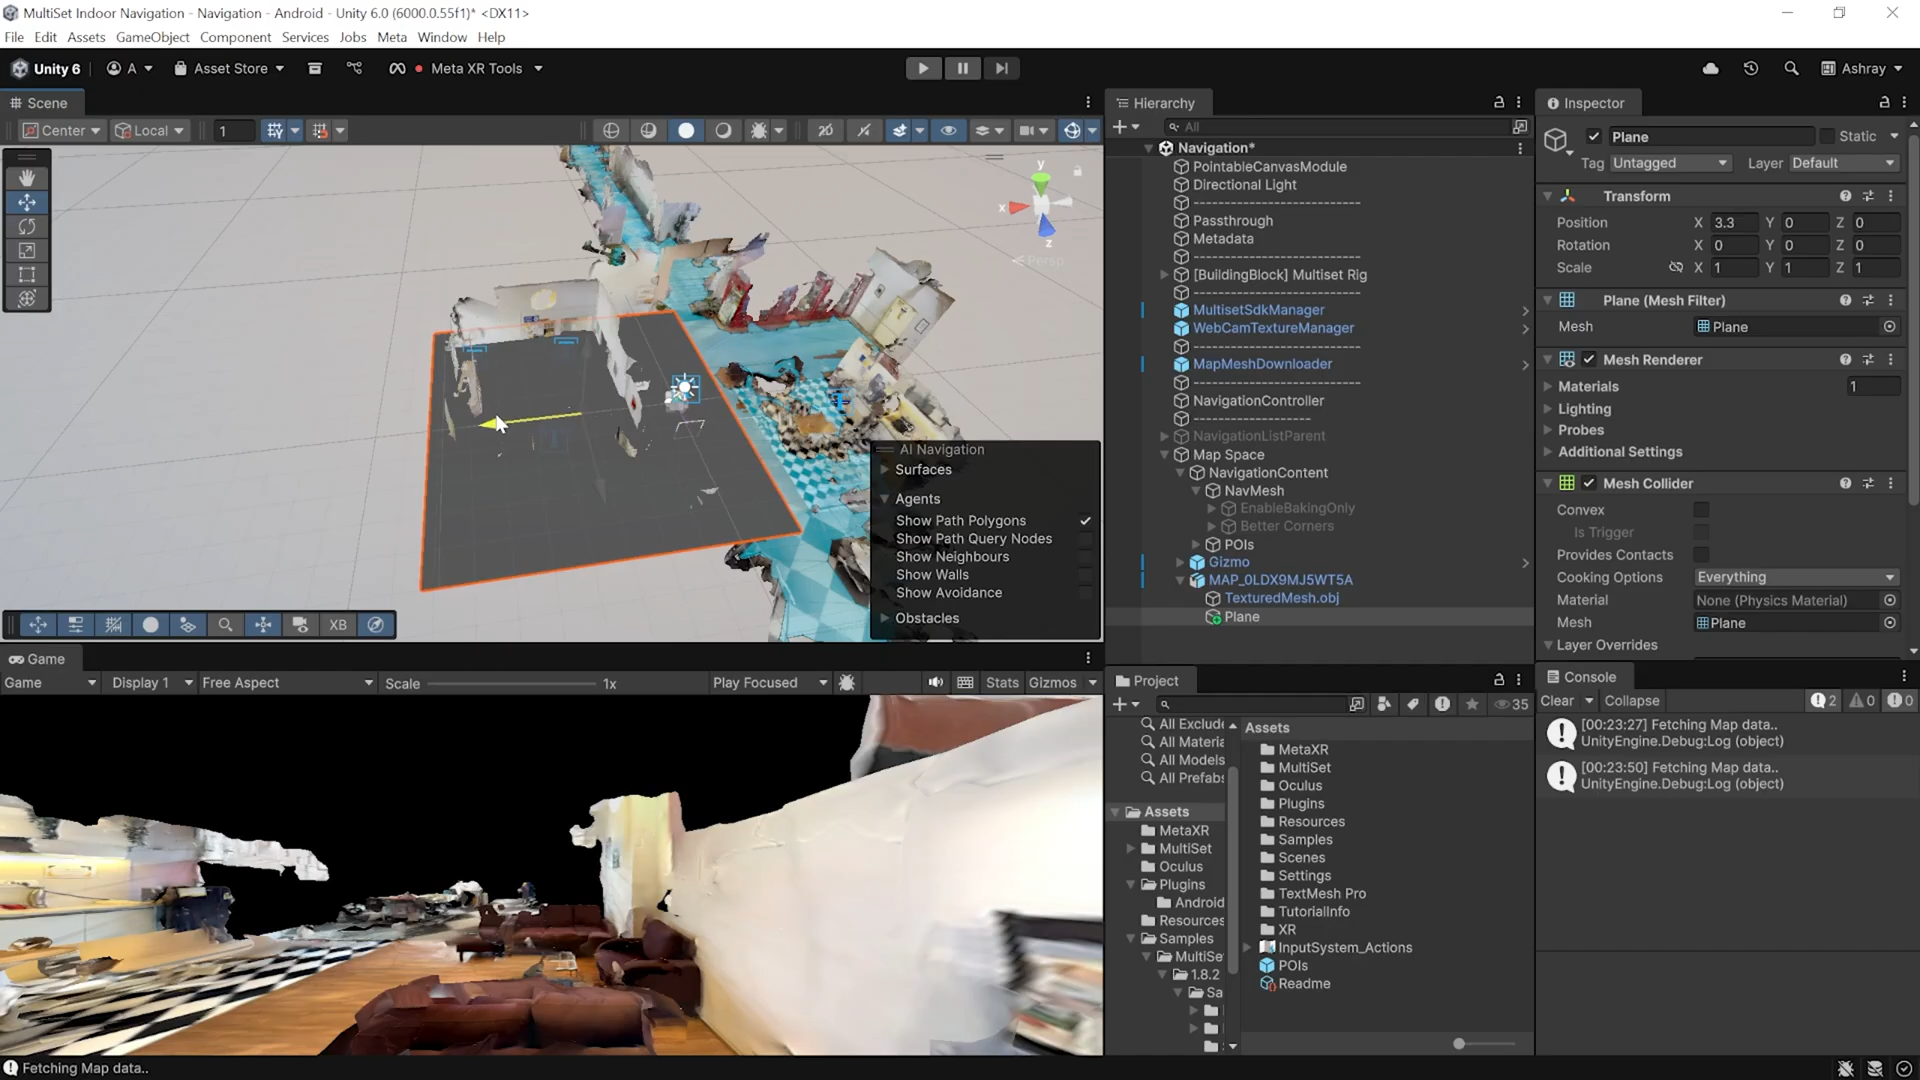 MultiSet Indoor Navigation - Navigation - Android - Unity 6.0 (6000.0.55f1)* <DX11>
File Edit Assets GameObject Component Services Jobs Meta Window Help
Unity 6 A Asset Store Meta XR Tools Ashray
Scene
Center Local 1
y
x
z
Persp
AI Navigation
Surfaces
Agents
Show Path Polygons
Show Path Query Nodes
Show Neighbours
Show Walls
Show Avoidance
Obstacles
XB
Game
Game Display 1 Free Aspect Scale 1x Play Focused Stats Gizmos
Hierarchy
All
Navigation*
PointableCanvasModule
Directional Light
--------------------------
Passthrough
Metadata
--------------------------
[BuildingBlock] Multiset Rig
--------------------------
MultisetSdkManager
WebCamTextureManager
--------------------------
MapMeshDownloader
--------------------------
NavigationController
------------------
NavigationListParent
Map Space
NavigationContent
NavMesh
EnableBakingOnly
Better Corners
POIs
Gizmo
MAP_0LDX9MJ5WT5A
TexturedMesh.obj
Plane
Inspector
Plane Static
Tag Untagged Layer Default
Transform
Position X 3.3 Y 0 Z 0
Rotation X 0 Y 0 Z 0
Scale X 1 Y 1 Z 1
Plane (Mesh Filter)
Mesh Plane
Mesh Renderer
Materials 1
Lighting
Probes
Additional Settings
Mesh Collider
Convex
Is Trigger
Provides Contacts
Cooking Options Everything
Material None (Physics Material)
Mesh Plane
Layer Overrides
Project
35
All Exclude
All Materia
All Models
All Prefabs
Assets
MetaXR
MultiSet
Oculus
Plugins
Android
Resources
Samples
MultiSe
1.8.2
Sa
Assets
MetaXR
MultiSet
Oculus
Plugins
Resources
Samples
Scenes
Settings
TextMesh Pro
TutorialInfo
XR
InputSystem_Actions
POIs
Readme
Console
Clear Collapse 2 0 0
[00:23:27] Fetching Map data..
UnityEngine.Debug:Log (object)
[00:23:50] Fetching Map data..
UnityEngine.Debug:Log (object)
Fetching Map data..